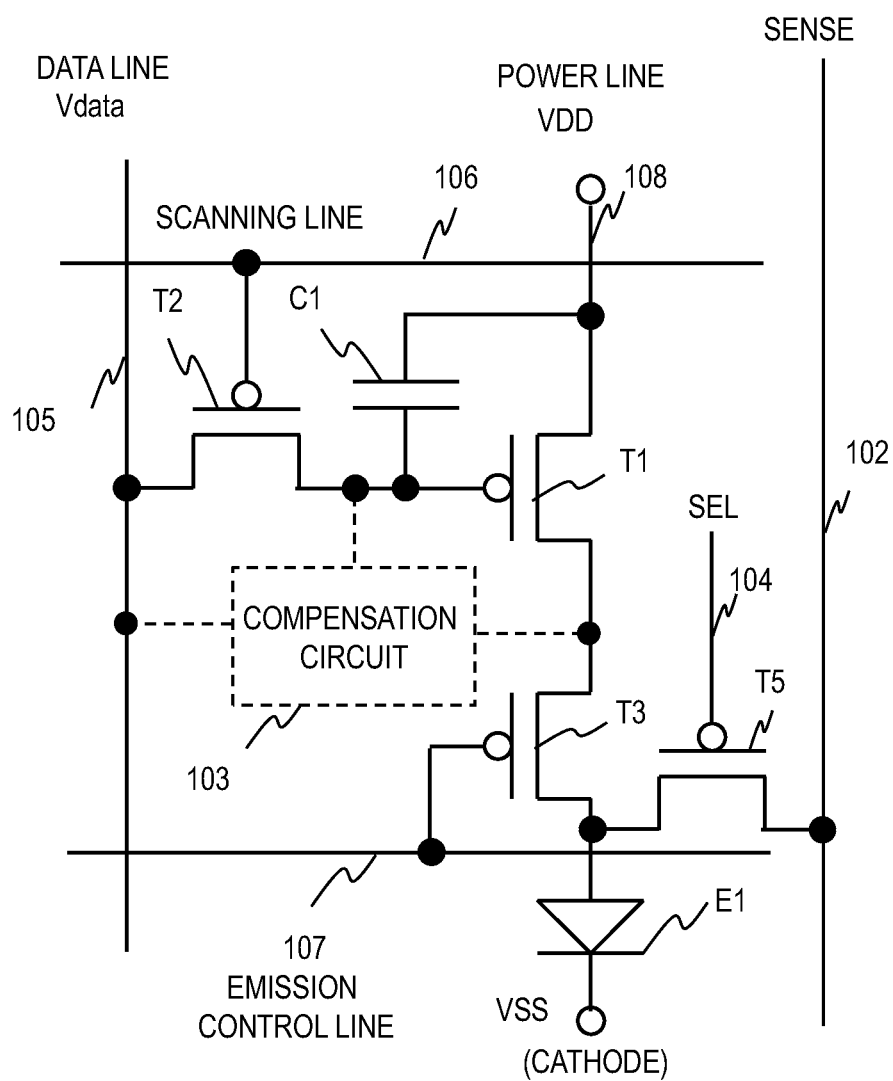 SENSE
DATA LINE
Vdata
POWER LINE
VDD
106
108
SCANNING LINE
T2
C1
105
T1
102
SEL
104
COMPENSATION
CIRCUIT
T3
T5
103
E1
107
EMISSION
CONTROL LINE
VSS
(CATHODE)